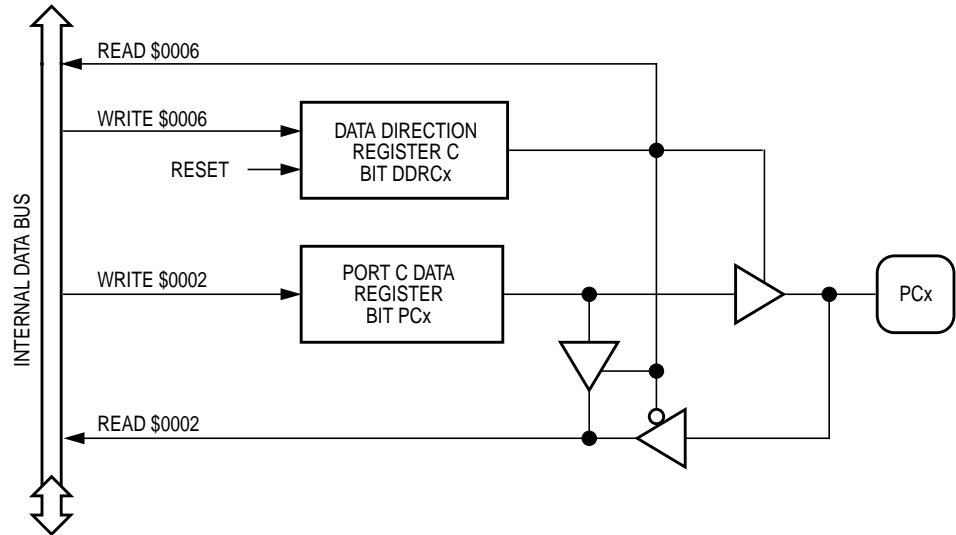 READ $0006
WRITE $0006
DATA DIRECTION
REGISTER C
BIT DDRCx
RESET
INTERNAL DATA BUS
WRITE $0002
PORT C DATA
REGISTER
BIT PCx
PCx
READ $0002